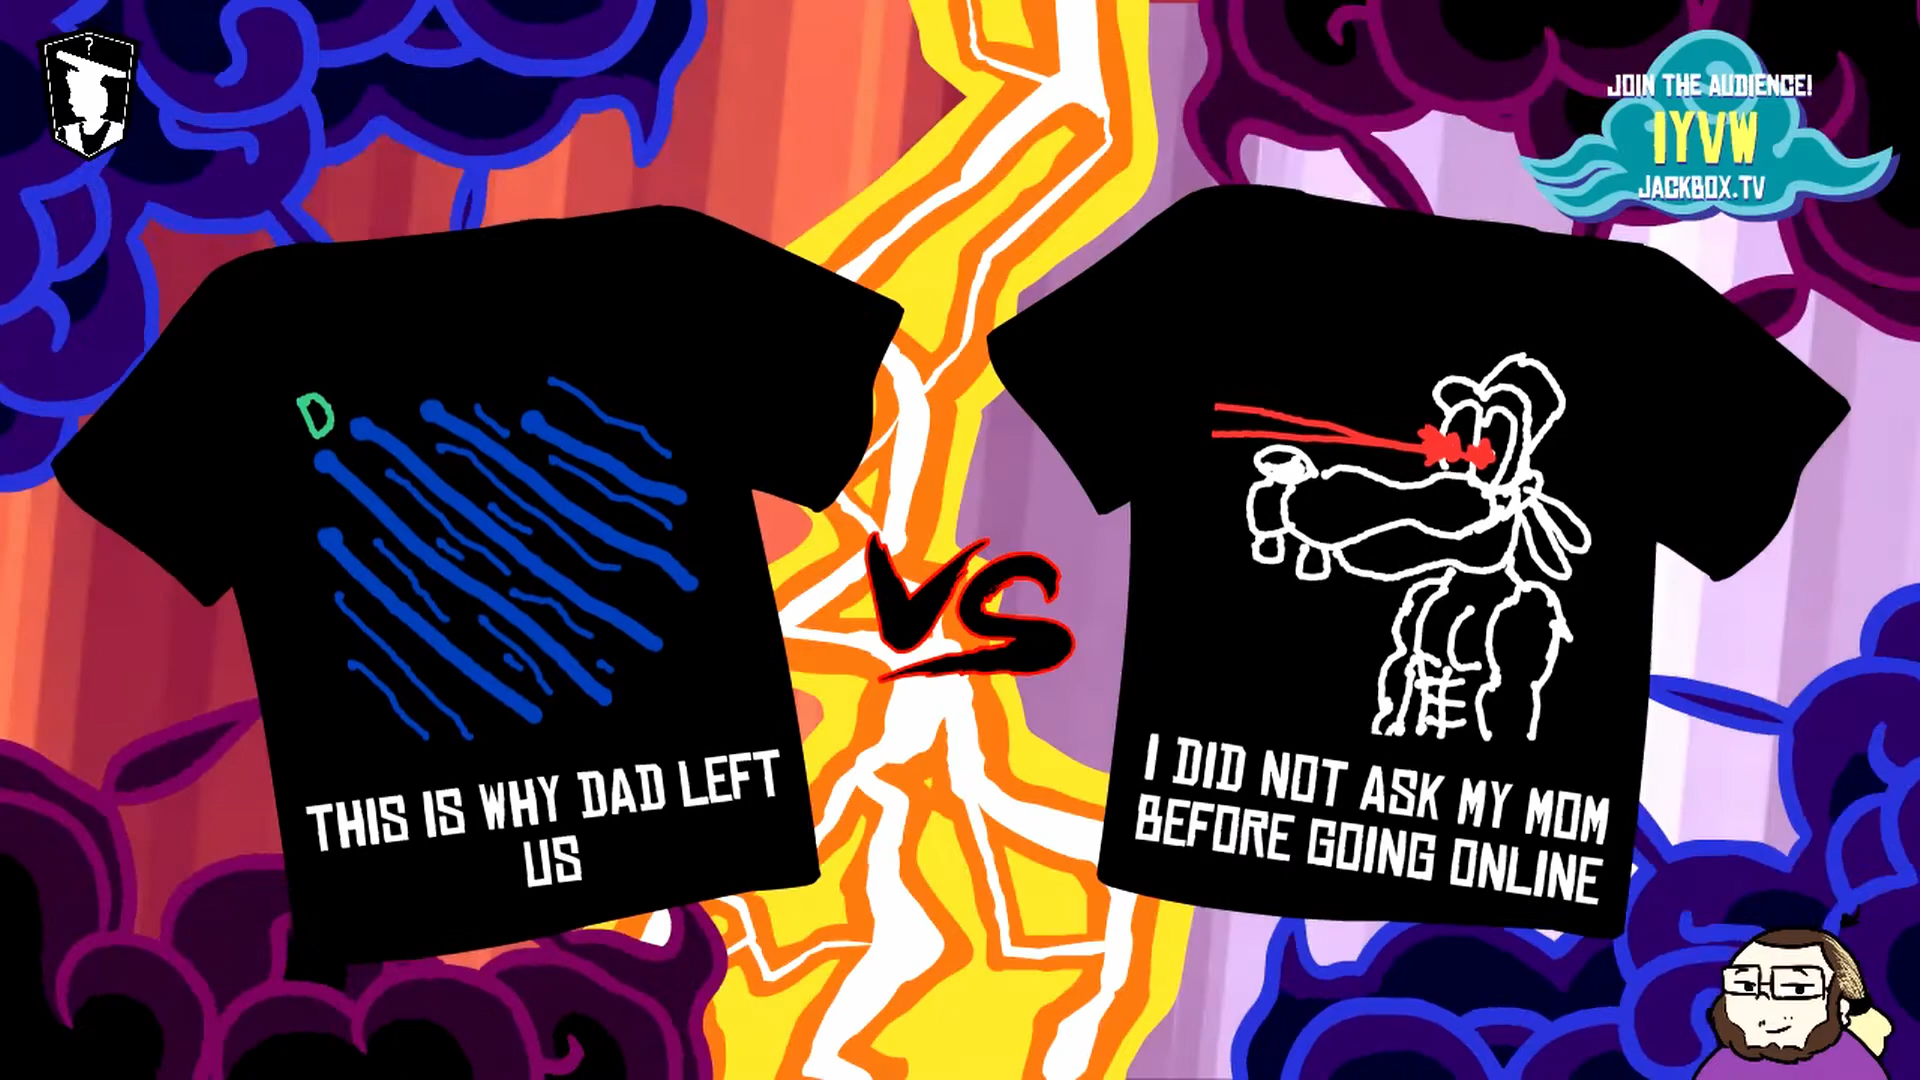 ?
JOIN THE AUDIENCE!
IYVW
JACKBOX.TV
D
VS
THIS IS WHY DAD LEFT
US
I DID NOT ASK MY MOM
BEFORE GOING ONLINE